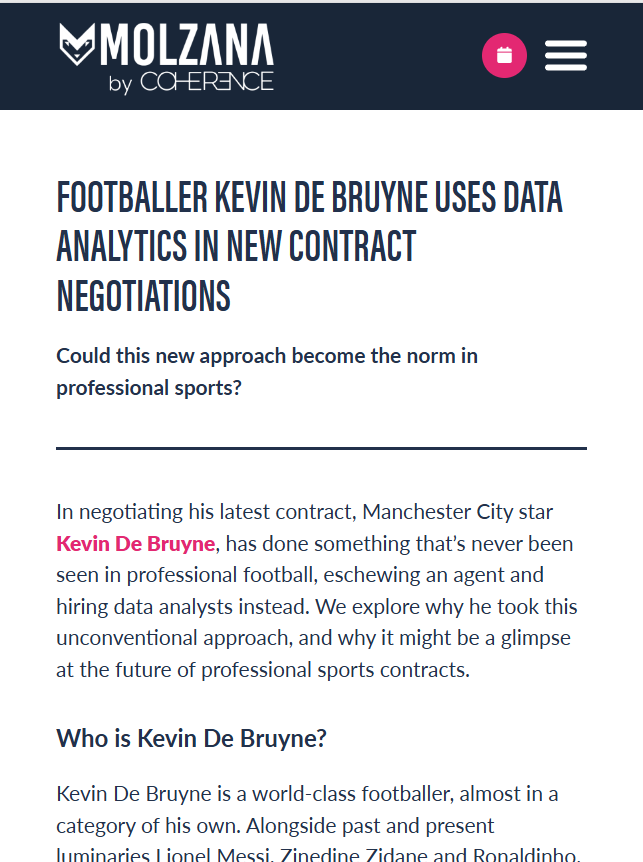 MOLZANA
by COHERENCE
FOOTBALLER KEVIN DE BRUYNE USES DATA
ANALYTICS IN NEW CONTRACT
NEGOTIATIONS
Could this new approach become the norm in
professional sports?
In negotiating his latest contract, Manchester City star
Kevin De Bruyne, has done something that’s never been
seen in professional football, eschewing an agent and
hiring data analysts instead. We explore why he took this
unconventional approach, and why it might be a glimpse
at the future of professional sports contracts.
Who is Kevin De Bruyne?
Kevin De Bruyne is a world-class footballer, almost in a
category of his own. Alongside past and present
luminaries Lionel Messi, Zinedine Zidane and Ronaldinho,